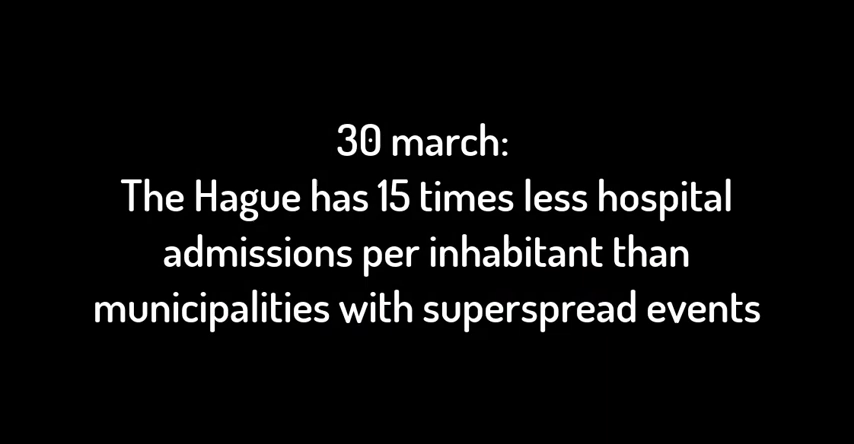 30 march:
The Hague has 15 times less hospital
admissions per inhabitant than
municipalities with superspread events